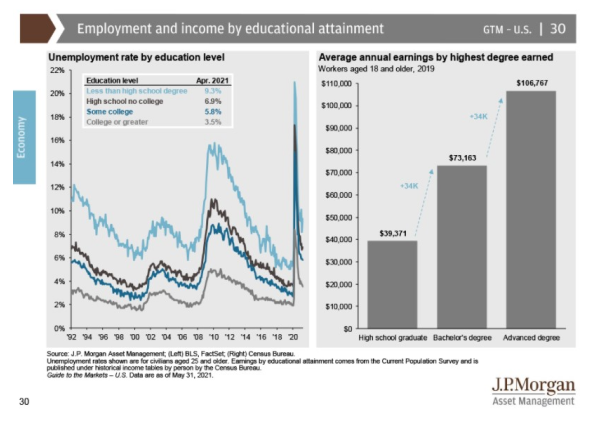 Employment and income by educational attainment
GTM – U.S. | 30
Economy
Unemployment rate by education level
22%
20%
18%
16%
14%
12%
10%
8%
6%
4%
2%
0%
Education level Apr. 2021
Less than high school degree 9.3%
High school no college 6.9%
Some college 5.8%
College or greater 3.5%
'92 '94 '96 '98 '00 '02 '04 '06 '08 '10 '12 '14 '16 '18 '20
Average annual earnings by highest degree earned
Workers aged 18 and older, 2019
$110,000
$100,000
$90,000
$80,000
$70,000
$60,000
$50,000
$40,000
$30,000
$20,000
$10,000
$0
$39,371
+34K
$73,163
+34K
$106,767
High school graduate Bachelor's degree Advanced degree
Source: J.P. Morgan Asset Management; (Left) BLS, FactSet; (Right) Census Bureau.
Unemployment rates shown are for civilians aged 25 and older. Earnings by educational attainment comes from the Current Population Survey and is
published under historical income tables by person by the Census Bureau.
Guide to the Markets – U.S. Data are as of May 31, 2021.
30
J.P.Morgan
Asset Management